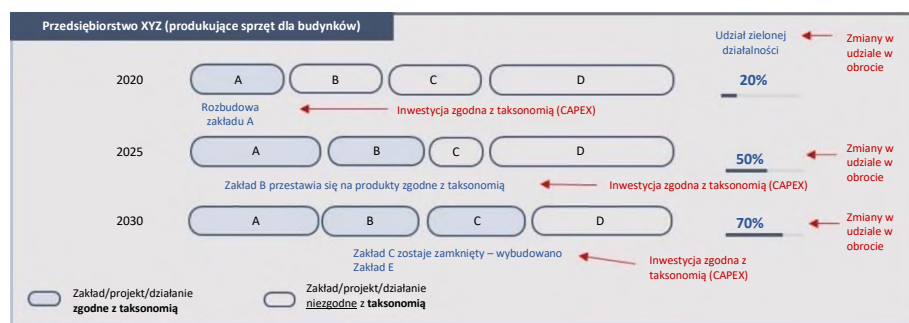 Przedsiębiorstwo XYZ (produkujące sprzęt dla budynków)
Udział zielonej
działalności
Zmiany w
udziale w
obrocie
2020
A
B
C
D
20%
Rozbudowa
zakładu A
Inwestycja zgodna z taksonomią (CAPEX)
2025
A
B
C
D
50%
Zmiany w
udziale w
obrocie
Zakład B przestawia się na produkty zgodne z taksonomią
Inwestycja zgodna z taksonomią (CAPEX)
2030
A
B
C
D
70%
Zmiany w
udziale w
obrocie
Zakład C zostaje zamknięty – wybudowano
Zakład E
Inwestycja zgodna z
taksonomią (CAPEX)
Zakład/projekt/działanie
zgodne z taksonomią
Zakład/projekt/działanie
niezgodne z taksonomią